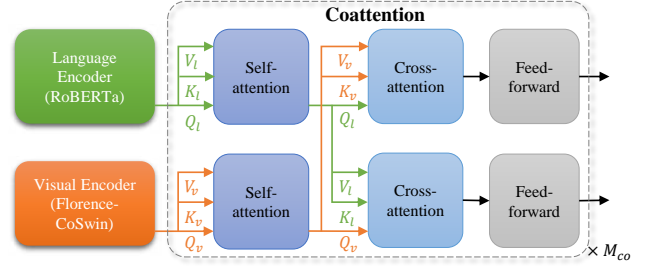 Coattention
Language
Encoder
(RoBERTa)
V_l
K_l
Q_l
Self-
attention
V_v
K_v
Q_l
Cross-
attention
Feed-
forward
Visual Encoder
(Florence-
CoSwin)
V_v
K_v
Q_v
Self-
attention
V_l
K_l
Q_v
Cross-
attention
Feed-
forward
× M_co